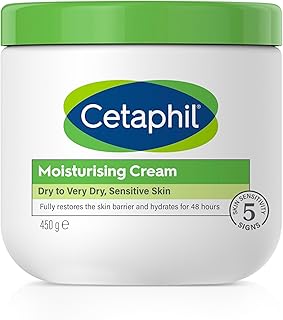 Cetaphil®
Moisturising Cream
Dry to Very Dry, Sensitive Skin
Fully restores the skin barrier and hydrates for 48 hours
450 g ℮
SKIN SENSITIVITY
5
SIGNS